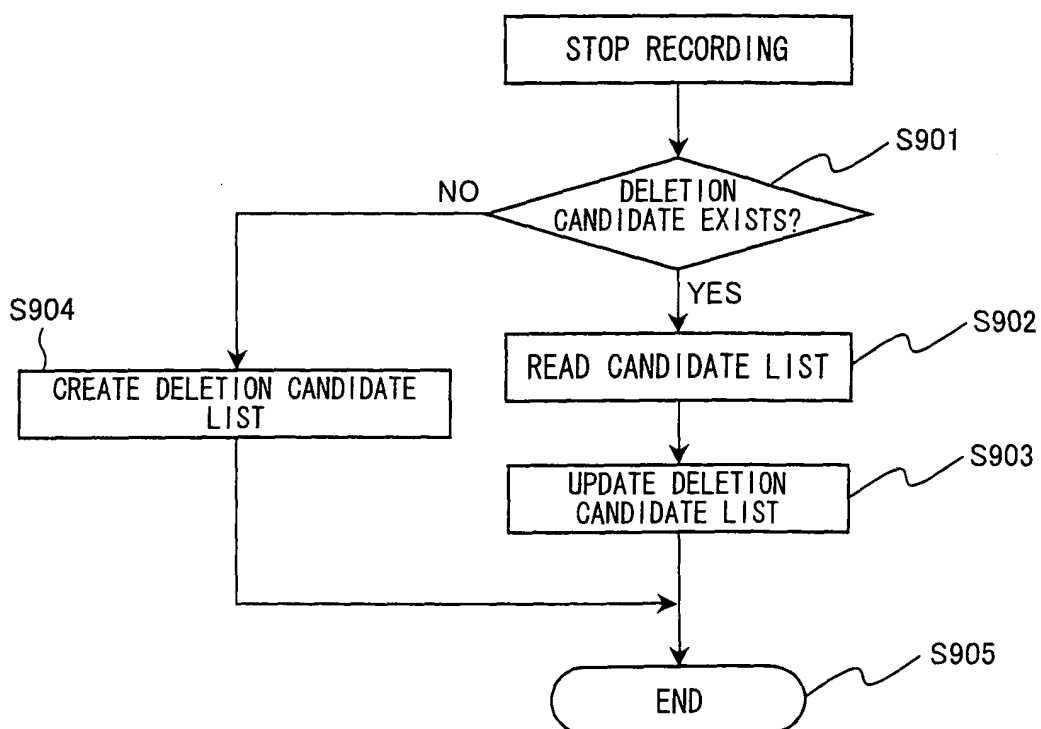 STOP RECORDING
S901
DELETION
CANDIDATE EXISTS?
NO
YES
S904
S902
READ CANDIDATE LIST
CREATE DELETION CANDIDATE
LIST
S903
UPDATE DELETION
CANDIDATE LIST
S905
END